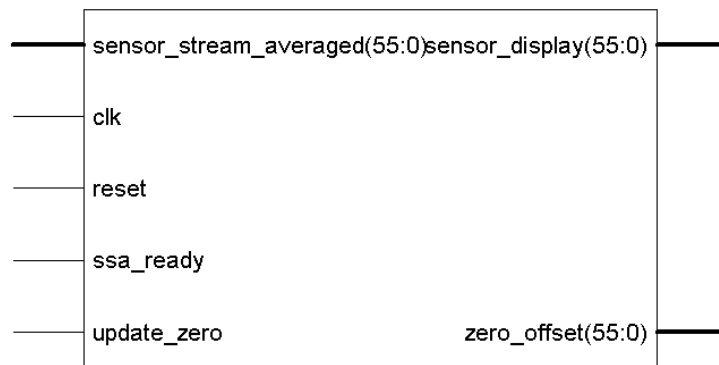 sensor_stream_averaged(55:0) sensor_display(55:0)
clk
reset
ssa_ready
update_zero zero_offset(55:0)